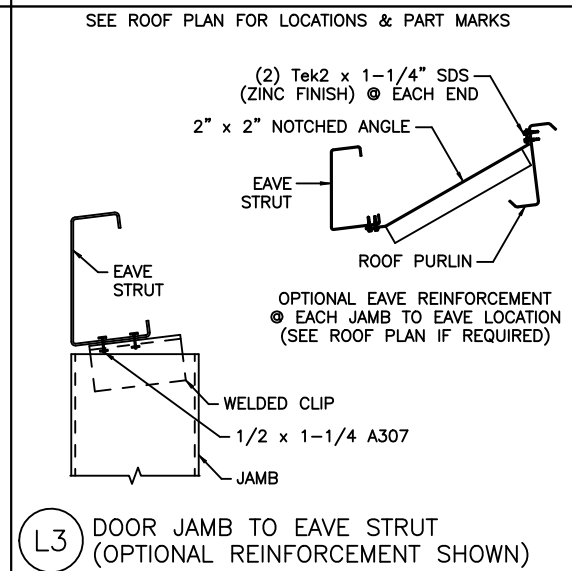 SEE ROOF PLAN FOR LOCATIONS & PART MARKS
(2) Tek2 x 1-1/4" SDS
(ZINC FINISH) @ EACH END
2" x 2" NOTCHED ANGLE
EAVE
STRUT
ROOF PURLIN
EAVE
STRUT
OPTIONAL EAVE REINFORCEMENT
@ EACH JAMB TO EAVE LOCATION
(SEE ROOF PLAN IF REQUIRED)
WELDED CLIP
1/2 x 1-1/4 A307
JAMB
L3
DOOR JAMB TO EAVE STRUT
(OPTIONAL REINFORCEMENT SHOWN)